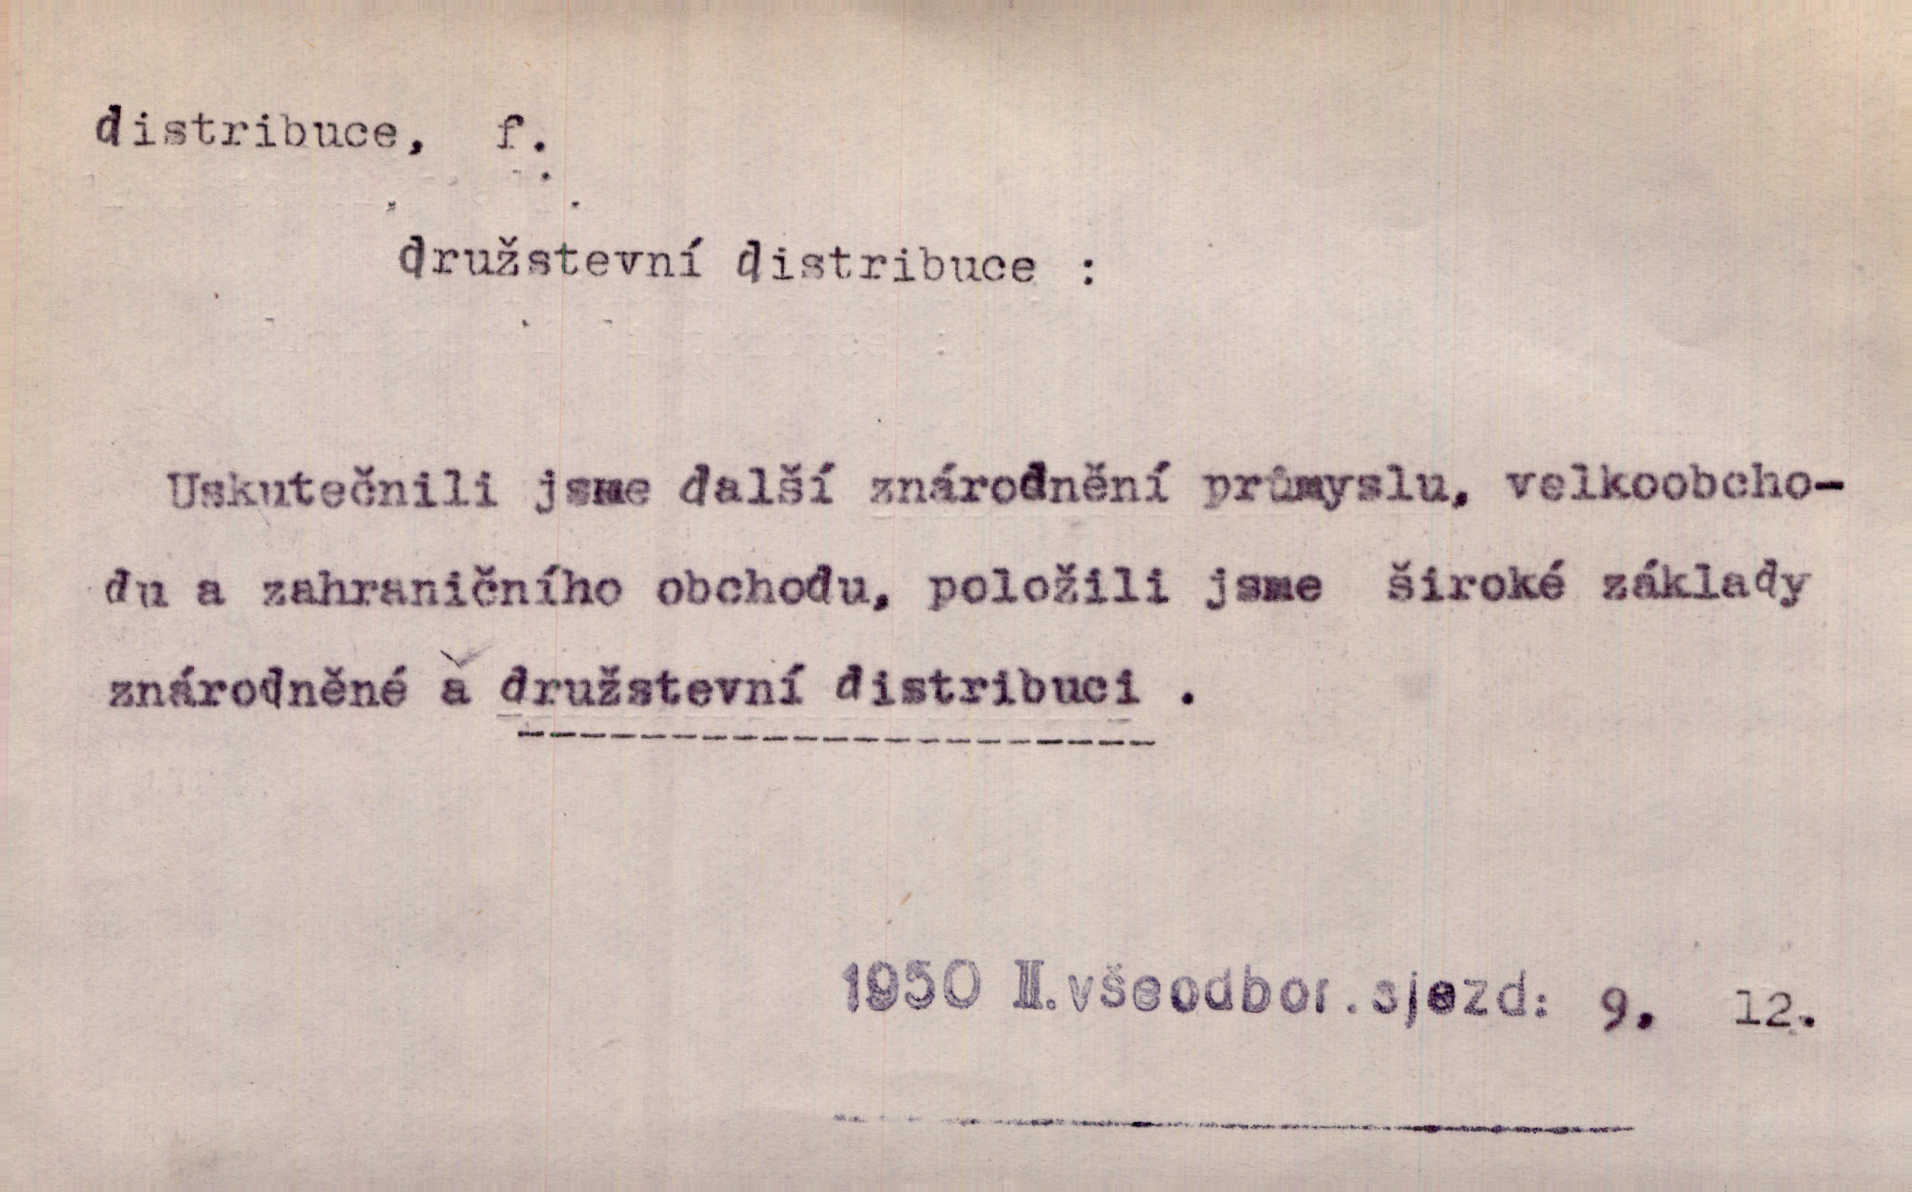 distribuce, f.
družstevní distribuce :
Uskutečnili jsme další znárodnění průmyslu, velkoobcho-
du a zahraničního obchodu, položili jsme široké základy
znárodněné a družstevní distribuci .
1950 II. všeodbor. sjezd: 9. 12.